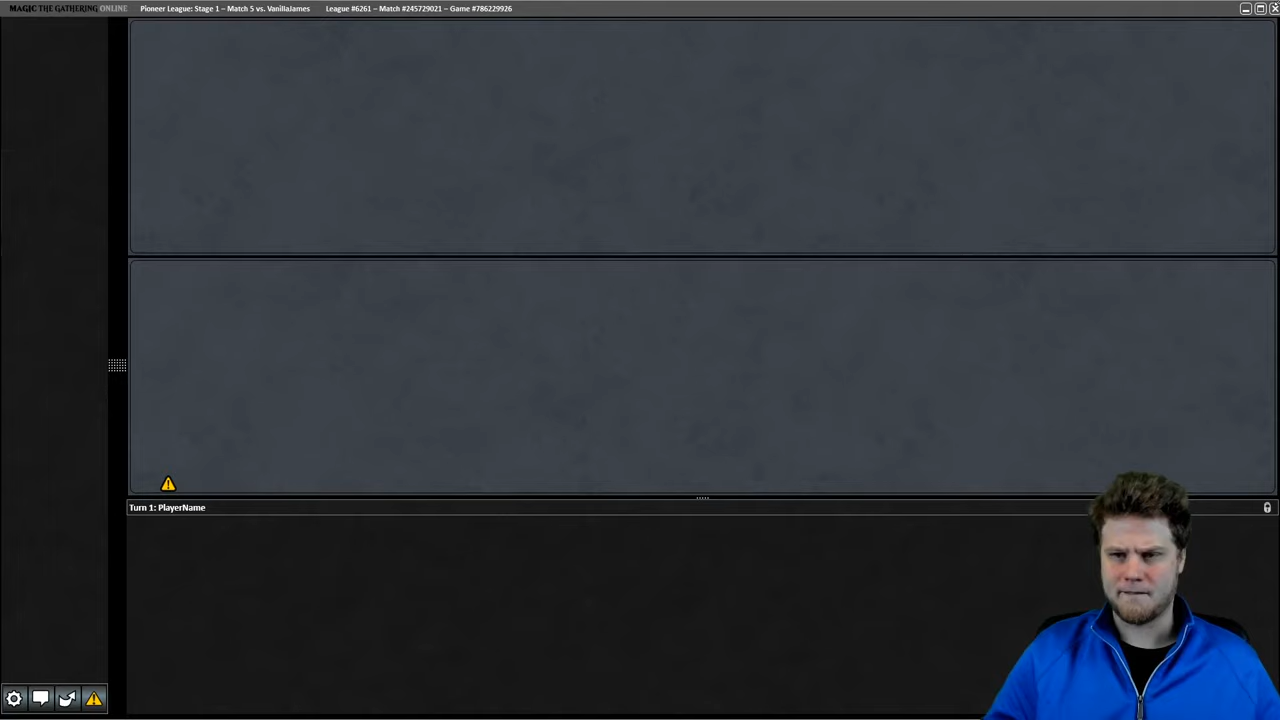 MAGIC THE GATHERING ONLINE Pioneer League: Stage 1 – Match 5 vs. VanillaJames League #6261 – Match #245729021 – Game #786229926
Turn 1: PlayerName